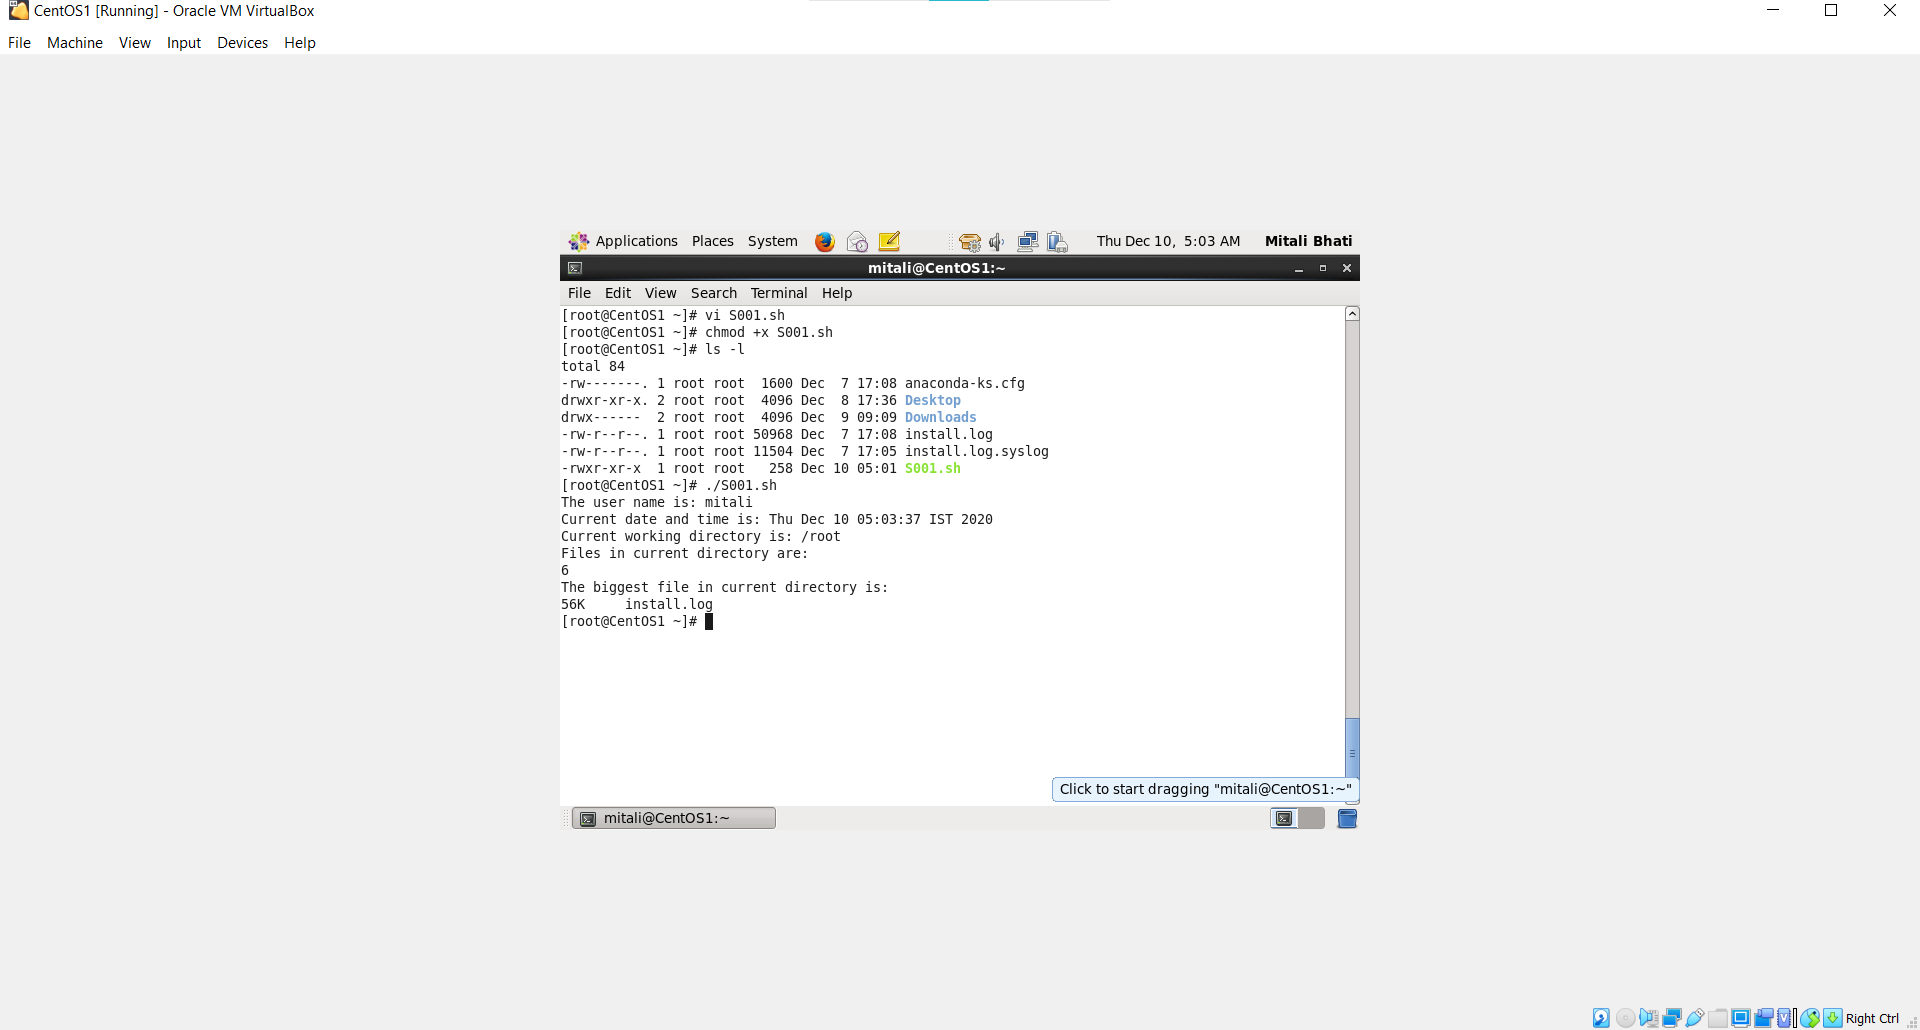 CentOS1 [Running] - Oracle VM VirtualBox
File Machine View Input Devices Help
Applications Places System Thu Dec 10, 5:03 AM Mitali Bhati
mitali@CentOS1:~
File Edit View Search Terminal Help
[root@CentOS1 ~]# vi S001.sh
[root@CentOS1 ~]# chmod +x S001.sh
[root@CentOS1 ~]# ls -l
total 84
-rw-------. 1 root root  1600 Dec  7 17:08 anaconda-ks.cfg
drwxr-xr-x. 2 root root  4096 Dec  8 17:36 Desktop
drwx------  2 root root  4096 Dec  9 09:09 Downloads
-rw-r--r--. 1 root root 50968 Dec  7 17:08 install.log
-rw-r--r--. 1 root root 11504 Dec  7 17:05 install.log.syslog
-rwxr-xr-x  1 root root   258 Dec 10 05:01 S001.sh
[root@CentOS1 ~]# ./S001.sh
The user name is: mitali
Current date and time is: Thu Dec 10 05:03:37 IST 2020
Current working directory is: /root
Files in current directory are:
6
The biggest file in current directory is:
56K     install.log
[root@CentOS1 ~]#
Click to start dragging "mitali@CentOS1:~"
mitali@CentOS1:~
Right Ctrl